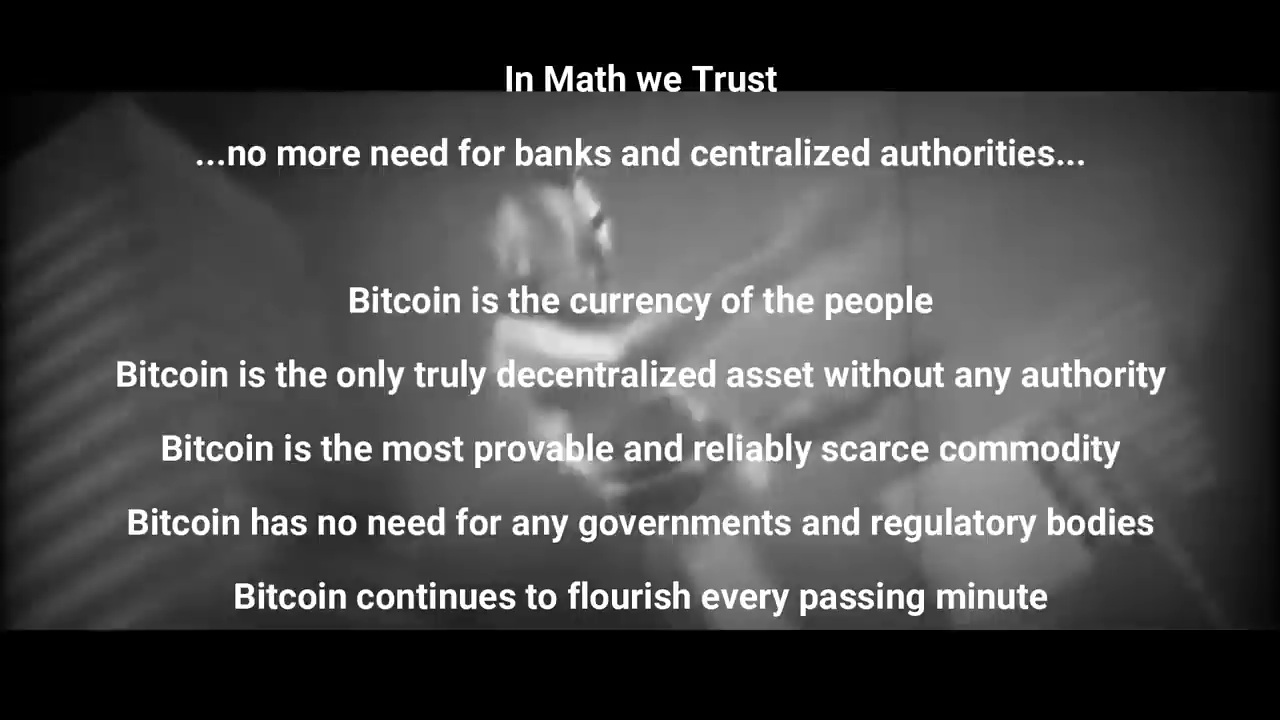 In Math we Trust
...no more need for banks and centralized authorities...
Bitcoin is the currency of the people
Bitcoin is the only truly decentralized asset without any authority
Bitcoin is the most provable and reliably scarce commodity
Bitcoin has no need for any governments and regulatory bodies
Bitcoin continues to flourish every passing minute